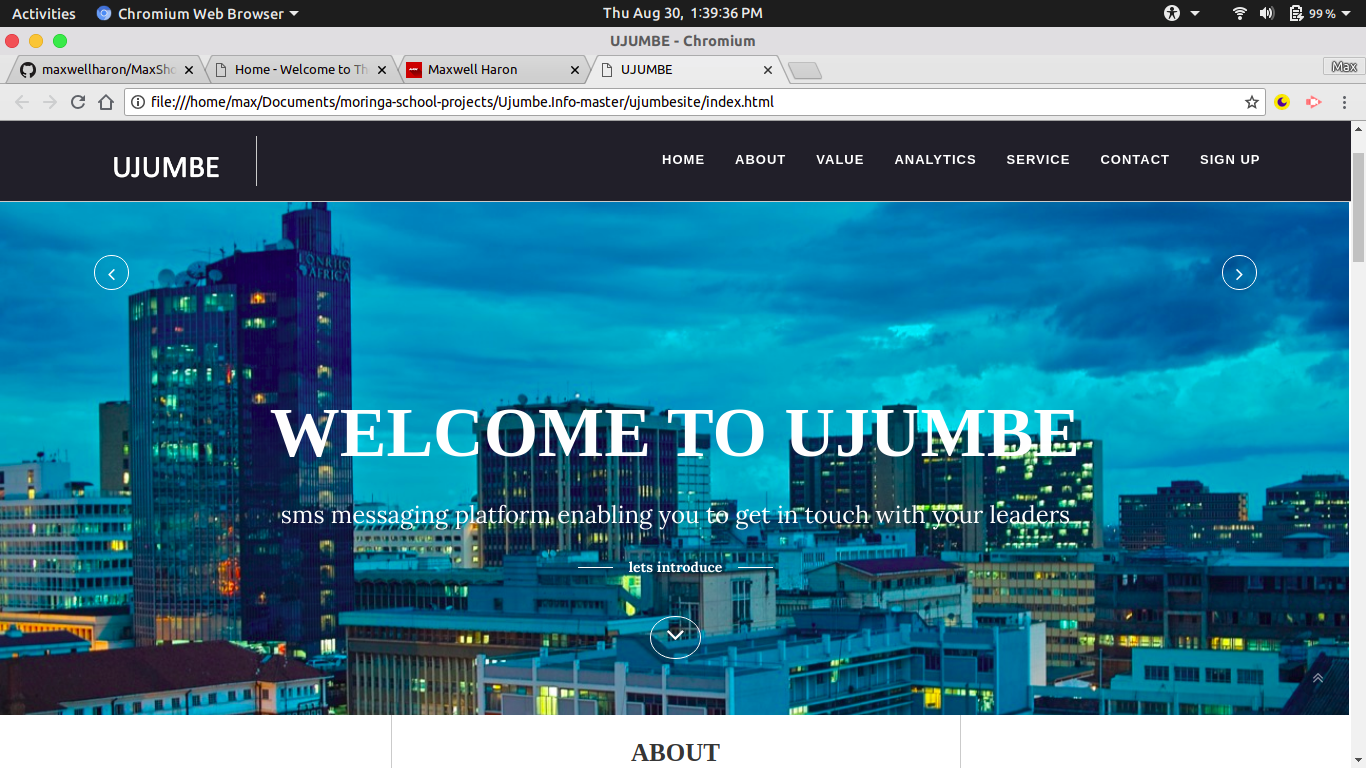 Activities Chromium Web Browser Thu Aug 30, 1:39:36 PM 99 %
UJUMBE - Chromium
maxwellharon/MaxSho Home - Welcome to Th Maxwell Haron UJUMBE Max
file:///home/max/Documents/moringa-school-projects/Ujumbe.Info-master/ujumbesite/index.html
UJUMBE HOME ABOUT VALUE ANALYTICS SERVICE CONTACT SIGN UP
LONRHO
AFRICA
WELCOME TO UJUMBE
sms messaging platform enabling you to get in touch with your leaders
lets introduce
ABOUT